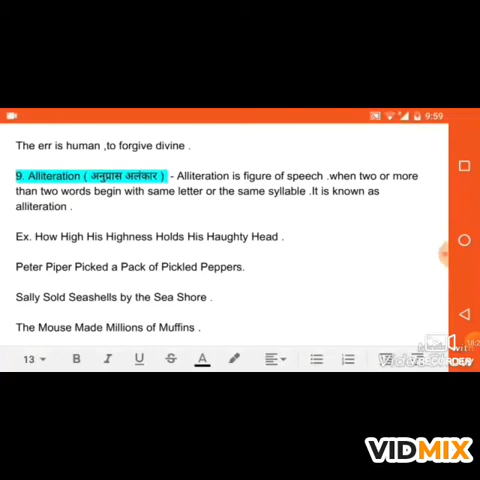 9:59
The err is human ,to forgive divine .
9. Alliteration ( अनुप्रास अलंकार ) - Alliteration is figure of speech .when two or more
than two words begin with same letter or the same syllable .It is known as
alliteration .
Ex. How High His Highness Holds His Haughty Head .
Peter Piper Picked a Pack of Pickled Peppers.
Sally Sold Seashells by the Sea Shore .
The Mouse Made Millions of Muffins .
13 B I U S A
VIDMIX